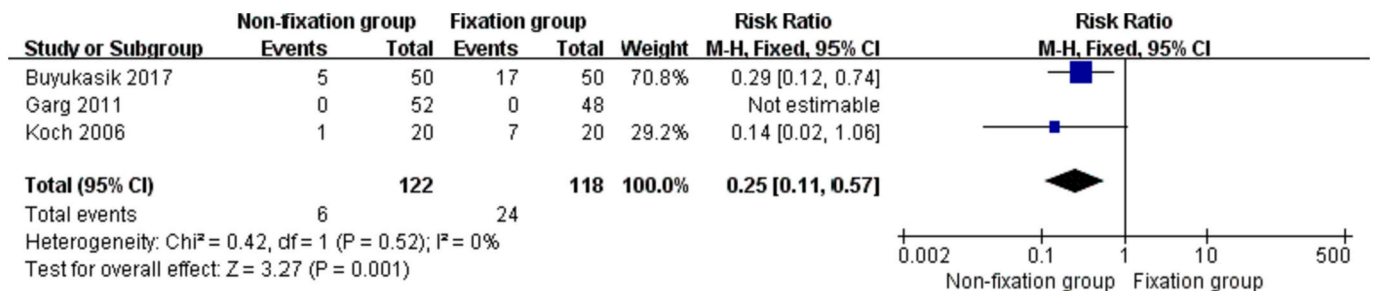 Non-fixation group Fixation group Risk Ratio Risk Ratio
Study or Subgroup Events Total Events Total Weight M-H, Fixed, 95% CI M-H, Fixed, 95% CI
Buyukasik 2017 5 50 17 50 70.8% 0.29 [0.12, 0.74]
Garg 2011 0 52 0 48 Not estimable
Koch 2006 1 20 7 20 29.2% 0.14 [0.02, 1.06]
Total (95% CI) 122 118 100.0% 0.25 [0.11, 0.57]
Total events 6 24
Heterogeneity: Chi² = 0.42, df = 1 (P = 0.52); I² = 0%
Test for overall effect: Z = 3.27 (P = 0.001)
0.002 0.1 1 10 500
Non-fixation group Fixation group